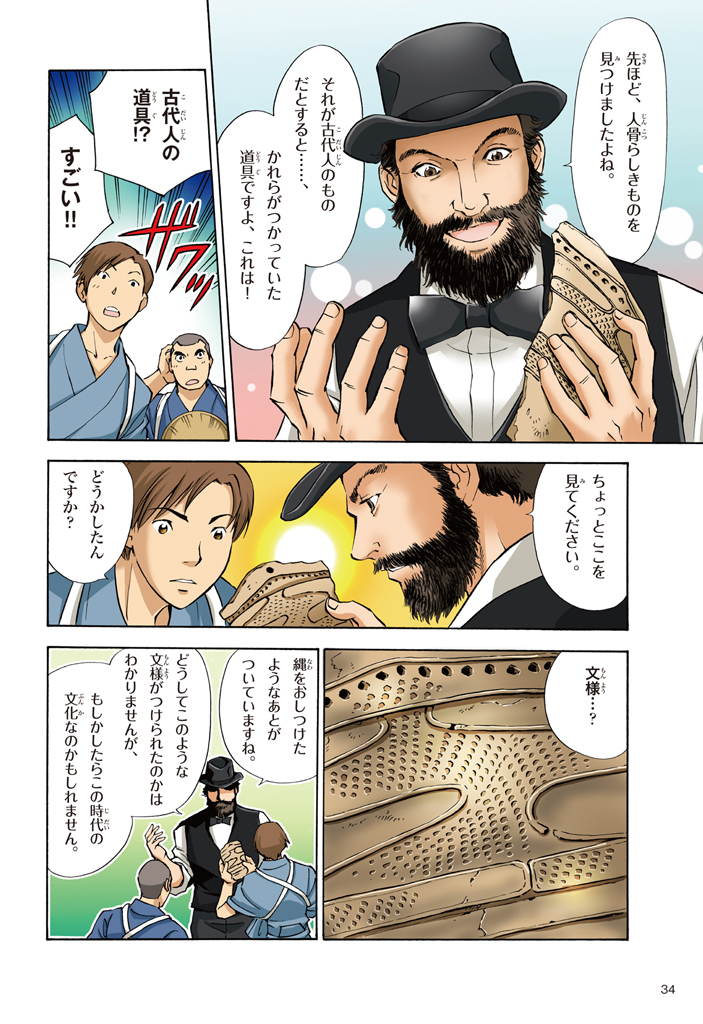 先ほど、人骨らしきものを
見つけましたよね。
それが古代人のもの
だとすると……、
かれらがつかっていた
道具ですよ、これは！
古代人の
道具!?
すごい!!
ザワッ
ちょっとここを
見てください。
どうかしたん
ですか？
文様…？
縄をおしつけた
ようなあとが
ついていますね。
どうしてこのような
文様がつけられたのかは
わかりませんが、
もしかしたらこの時代の
文化なのかもしれません。
34